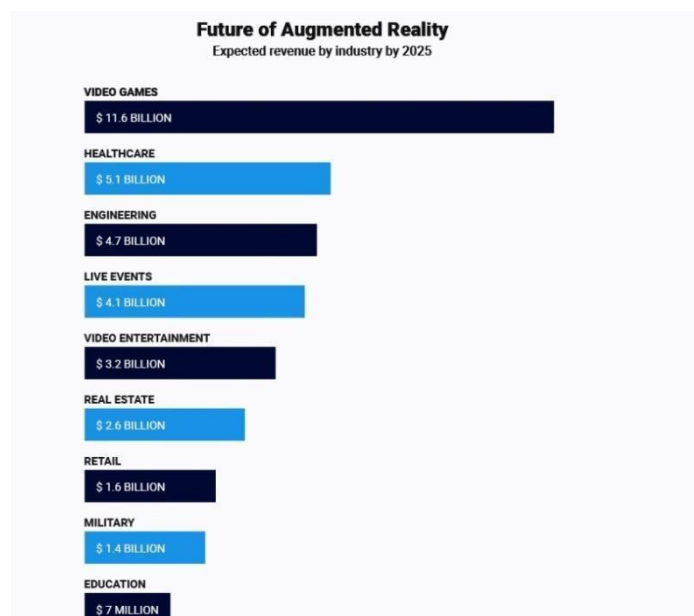 Future of Augmented Reality
Expected revenue by industry by 2025
VIDEO GAMES
$ 11.6 BILLION
HEALTHCARE
$ 5.1 BILLION
ENGINEERING
$ 4.7 BILLION
LIVE EVENTS
$ 4.1 BILLION
VIDEO ENTERTAINMENT
$ 3.2 BILLION
REAL ESTATE
$ 2.6 BILLION
RETAIL
$ 1.6 BILLION
MILITARY
$ 1.4 BILLION
EDUCATION
$ 7 MILLION